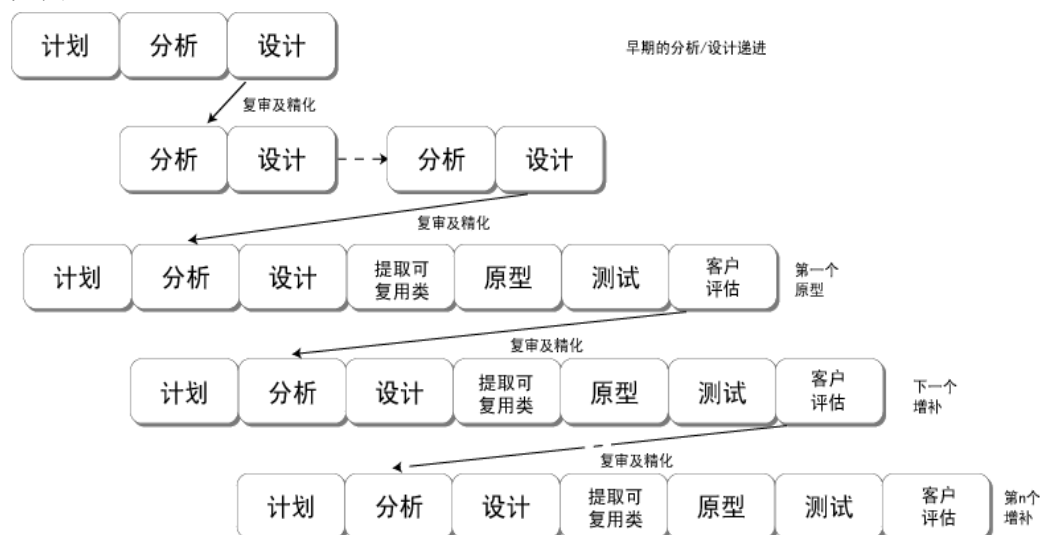 计划 分析 设计 早期的分析/设计递进
复审及精化
分析 设计 分析 设计
复审及精化
计划 分析 设计 提取可 原型 测试 客户 第一个
复用类 评估 原型
复审及精化
计划 分析 设计 提取可 原型 测试 客户 下一个
复用类 评估 增补
复审及精化
计划 分析 设计 提取可 原型 测试 客户 第n个
复用类 评估 增补